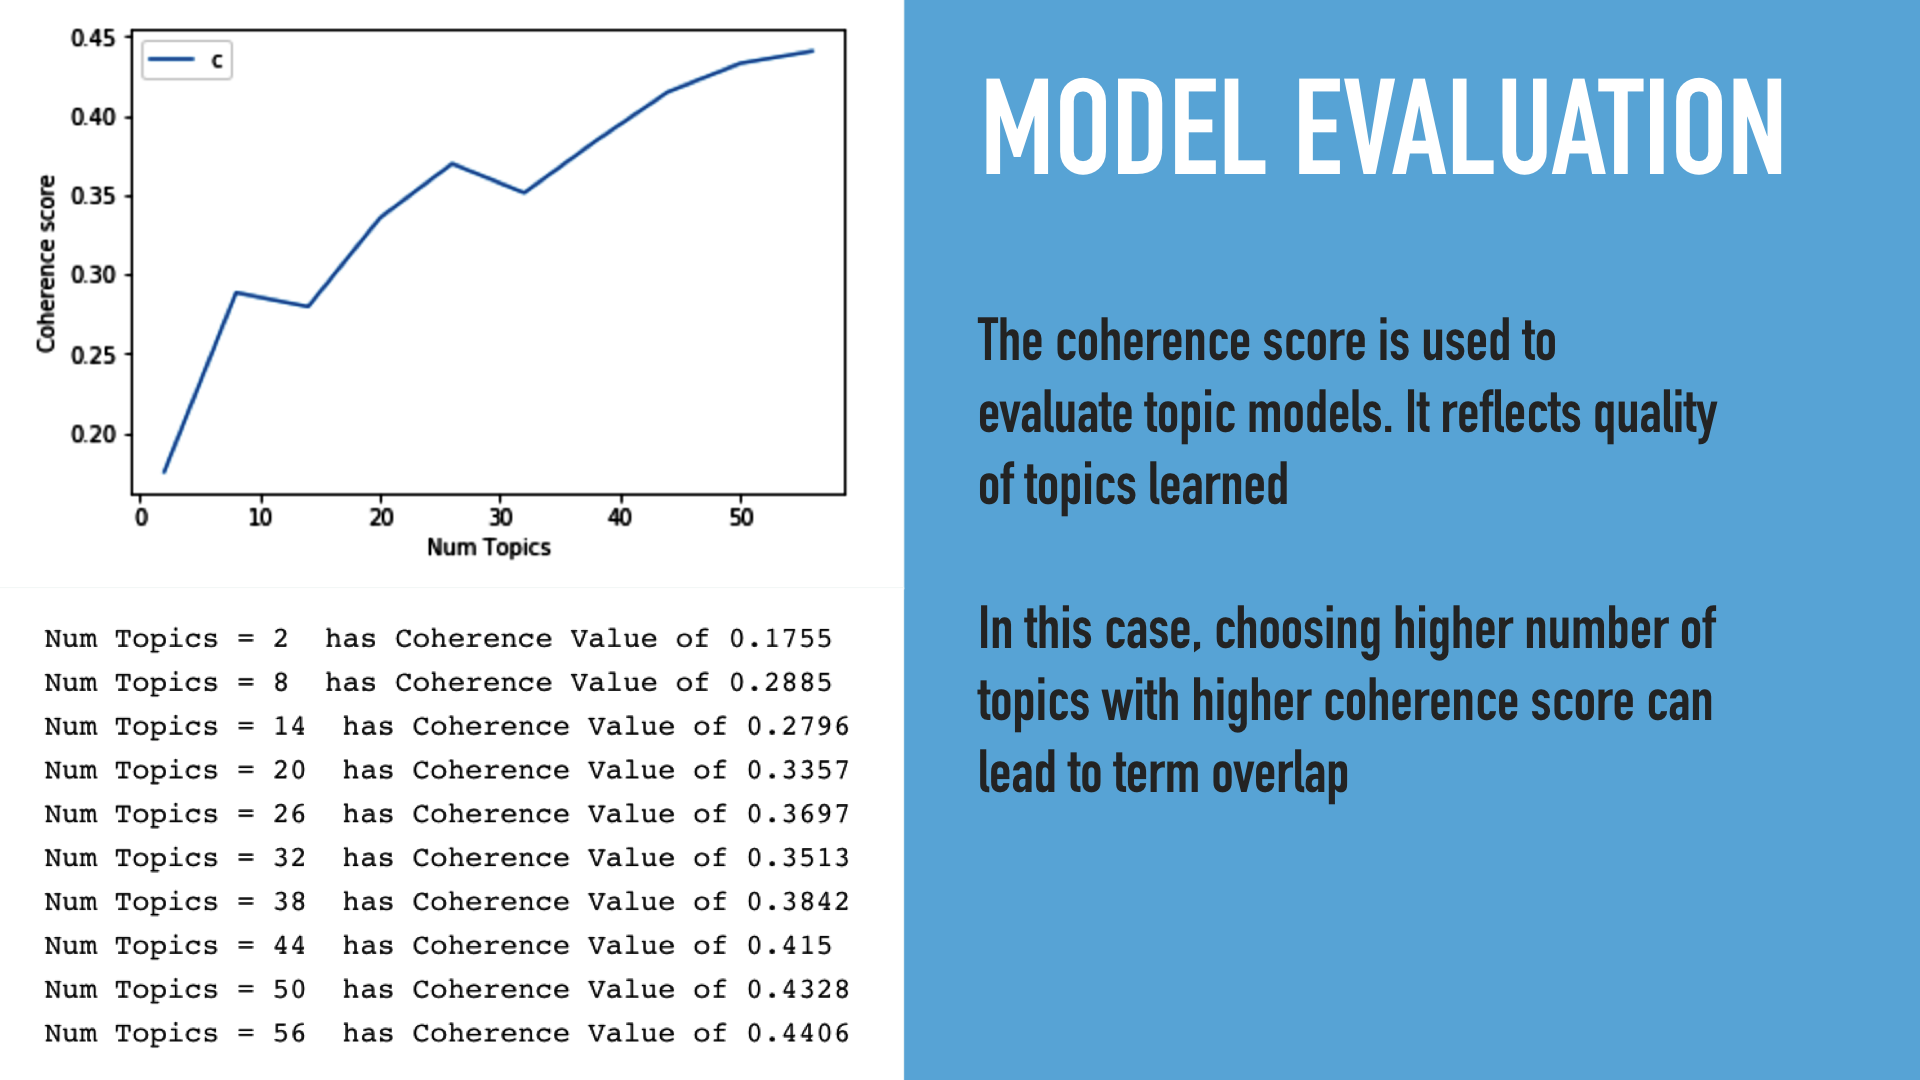 0.45
0.40
0.35
0.30
0.25
0.20
Coherence score
c
0 10 20 30 40 50
Num Topics
Num Topics = 2  has Coherence Value of 0.1755
Num Topics = 8  has Coherence Value of 0.2885
Num Topics = 14  has Coherence Value of 0.2796
Num Topics = 20  has Coherence Value of 0.3357
Num Topics = 26  has Coherence Value of 0.3697
Num Topics = 32  has Coherence Value of 0.3513
Num Topics = 38  has Coherence Value of 0.3842
Num Topics = 44  has Coherence Value of 0.415
Num Topics = 50  has Coherence Value of 0.4328
Num Topics = 56  has Coherence Value of 0.4406
MODEL EVALUATION
The coherence score is used to
evaluate topic models. It reflects quality
of topics learned
In this case, choosing higher number of
topics with higher coherence score can
lead to term overlap